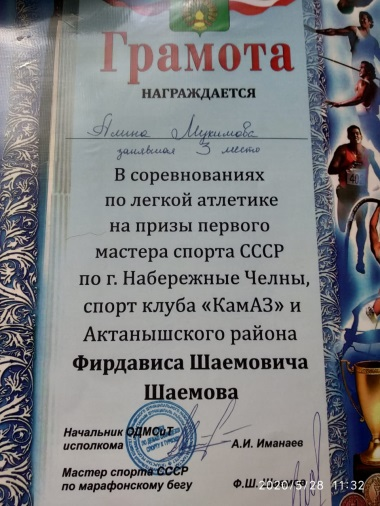 Грамота
НАГРАЖДАЕТСЯ
Алина Мукимова
занявшая 3 место
В соревнованиях
по легкой атлетике
на призы первого
мастера спорта СССР
по г. Набережные Челны,
спорт клуба «КамАЗ» и
Актанышского района
Фирдависа Шаемовича
Шаемова
Начальник ОДМСиТ
исполкома А.И. Иманаев
Мастер спорта СССР
по марафонскому бегу Ф.Ш.
2020/5/28 11:32